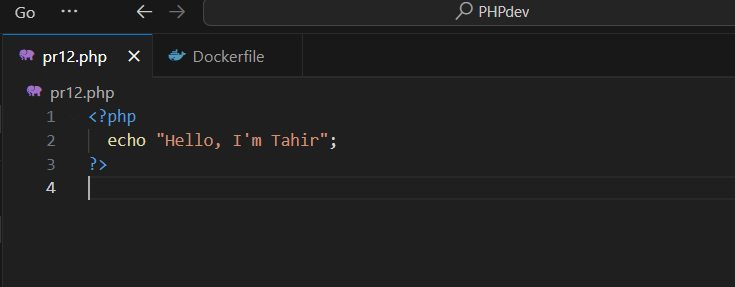 Go ··· PHPdev
pr12.php Dockerfile
pr12.php
1 <?php
2 echo "Hello, I'm Tahir";
3 ?>
4